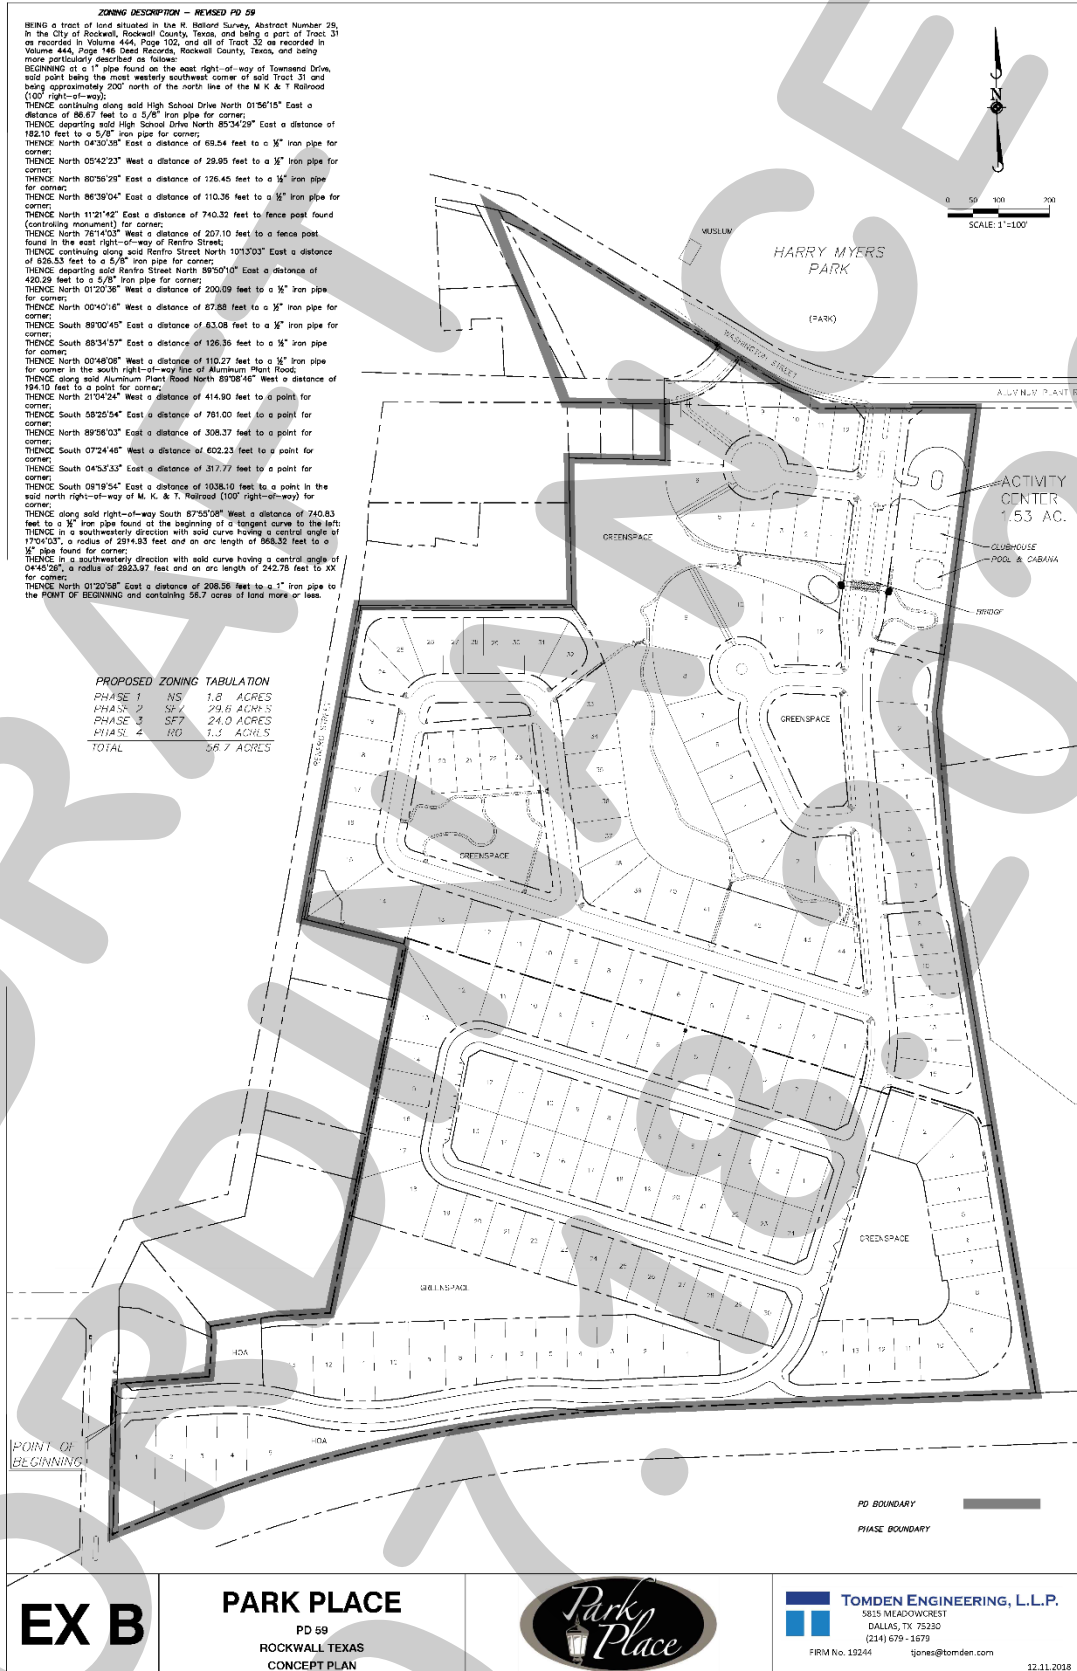 ZONING DESCRIPTION – REVISED PD 59
BEING a tract of land situated in the R. Ballard Survey, Abstract Number 29,
in the City of Rockwall, Rockwall County, Texas, and being a part of Tract 31
as recorded in Volume 444, Page 102, and all of Tract 32 as recorded in
Volume 444, Page 146 Deed Records, Rockwall County, Texas, and being
more particularly described as follows:
BEGINNING at a 1" pipe found on the east right-of-way of Townsend Drive,
said point being the most westerly southwest corner of said Tract 31 and
being approximately 200' north of the north line of the M K & T Railroad
(100' right-of-way);
THENCE continuing along said High School Drive North 01°56'15" East a
distance of 86.67 feet to a 5/8" iron pipe for corner;
THENCE departing said High School Drive North 85°34'29" East a distance of
182.10 feet to a 5/8" iron pipe for corner;
THENCE North 04°30'38" East a distance of 69.54 feet to a ½" iron pipe for
corner;
THENCE North 05°42'23" West a distance of 29.95 feet to a ½" iron pipe for
corner;
THENCE North 80°56'29" East a distance of 126.45 feet to a ½" iron pipe
for corner;
THENCE North 86°39'04" East a distance of 110.36 feet to a ½" iron pipe for
corner;
THENCE North 11°21'42" East a distance of 740.32 feet to fence post found
(controlling monument) for corner;
THENCE North 76°14'03" West a distance of 207.10 feet to a fence post
found in the east right-of-way of Renfro Street;
THENCE continuing along said Renfro Street North 10°13'03" East a distance
of 626.53 feet to a 5/8" iron pipe for corner;
THENCE departing said Renfro Street North 89°50'10" East a distance of
420.29 feet to a 5/8" iron pipe for corner;
THENCE North 01°20'36" West a distance of 200.09 feet to a ½" iron pipe
for corner;
THENCE North 00°40'16" West a distance of 87.88 feet to a ½" iron pipe for
corner;
THENCE South 89°00'45" East a distance of 63.08 feet to a ½" iron pipe for
corner;
THENCE South 88°34'57" East a distance of 126.36 feet to a ½" iron pipe
for corner;
THENCE North 00°48'06" West a distance of 110.27 feet to a ½" iron pipe
for corner in the south right-of-way line of Aluminum Plant Road;
THENCE along said Aluminum Plant Road North 89°08'46" West a distance of
194.10 feet to a point for corner;
THENCE North 21°04'24" West a distance of 414.90 feet to a point for
corner;
THENCE South 58°25'54" East a distance of 761.00 feet to a point for
corner;
THENCE North 89°56'03" East a distance of 308.37 feet to a point for
corner;
THENCE South 07°24'46" West a distance of 602.23 feet to a point for
corner;
THENCE South 04°53'33" East a distance of 317.77 feet to a point for
corner;
THENCE South 09°19'54" East a distance of 1038.10 feet to a point in the
said north right-of-way of M. K. & T. Railroad (100' right-of-way) for
corner;
THENCE along said right-of-way South 87°55'08" West a distance of 740.83
feet to a ½" iron pipe found at the beginning of a tangent curve to the left;
THENCE in a southwesterly direction with said curve having a central angle of
17°04'03", a radius of 2914.93 feet and an arc length of 868.32 feet to a
½" pipe found for corner;
THENCE in a southwesterly direction with said curve having a central angle of
04°45'26", a radius of 2923.97 feet and an arc length of 242.78 feet to XX
for corner;
THENCE North 01°20'58" East a distance of 208.56 feet to a 1" iron pipe to
the POINT OF BEGINNING and containing 56.7 acres of land more or less.
PROPOSED ZONING TABULATION
PHASE 1 NS 1.8 ACRES
PHASE 2 SF7 29.6 ACRES
PHASE 3 SF7 24.0 ACRES
PHASE 4 RO 1.3 ACRES
TOTAL 56.7 ACRES
N
0 50 100 200
SCALE: 1"=100'
MUSEUM
HARRY MYERS
PARK
(PARK)
WASHINGTON STREET
ALUMINUM PLANT R
ACTIVITY
CENTER
1.53 AC.
CLUBHOUSE
POOL & CABANA
BRIDGE
GREENSPACE
GREENSPACE
RENFRO STREET
GREENSPACE
GREENSPACE
GREENSPACE
HOA
HOA
POINT OF
BEGINNING
PD BOUNDARY
PHASE BOUNDARY
DRAFT
ORDINANCE
07.18.2023
EX B
PARK PLACE
PD 59
ROCKWALL TEXAS
CONCEPT PLAN
Park
Place
TOMDEN ENGINEERING, L.L.P.
5815 MEADOWCREST
DALLAS, TX 75230
(214) 679 - 1679
FIRM No. 19244 tjones@tomden.com
12.11.2018